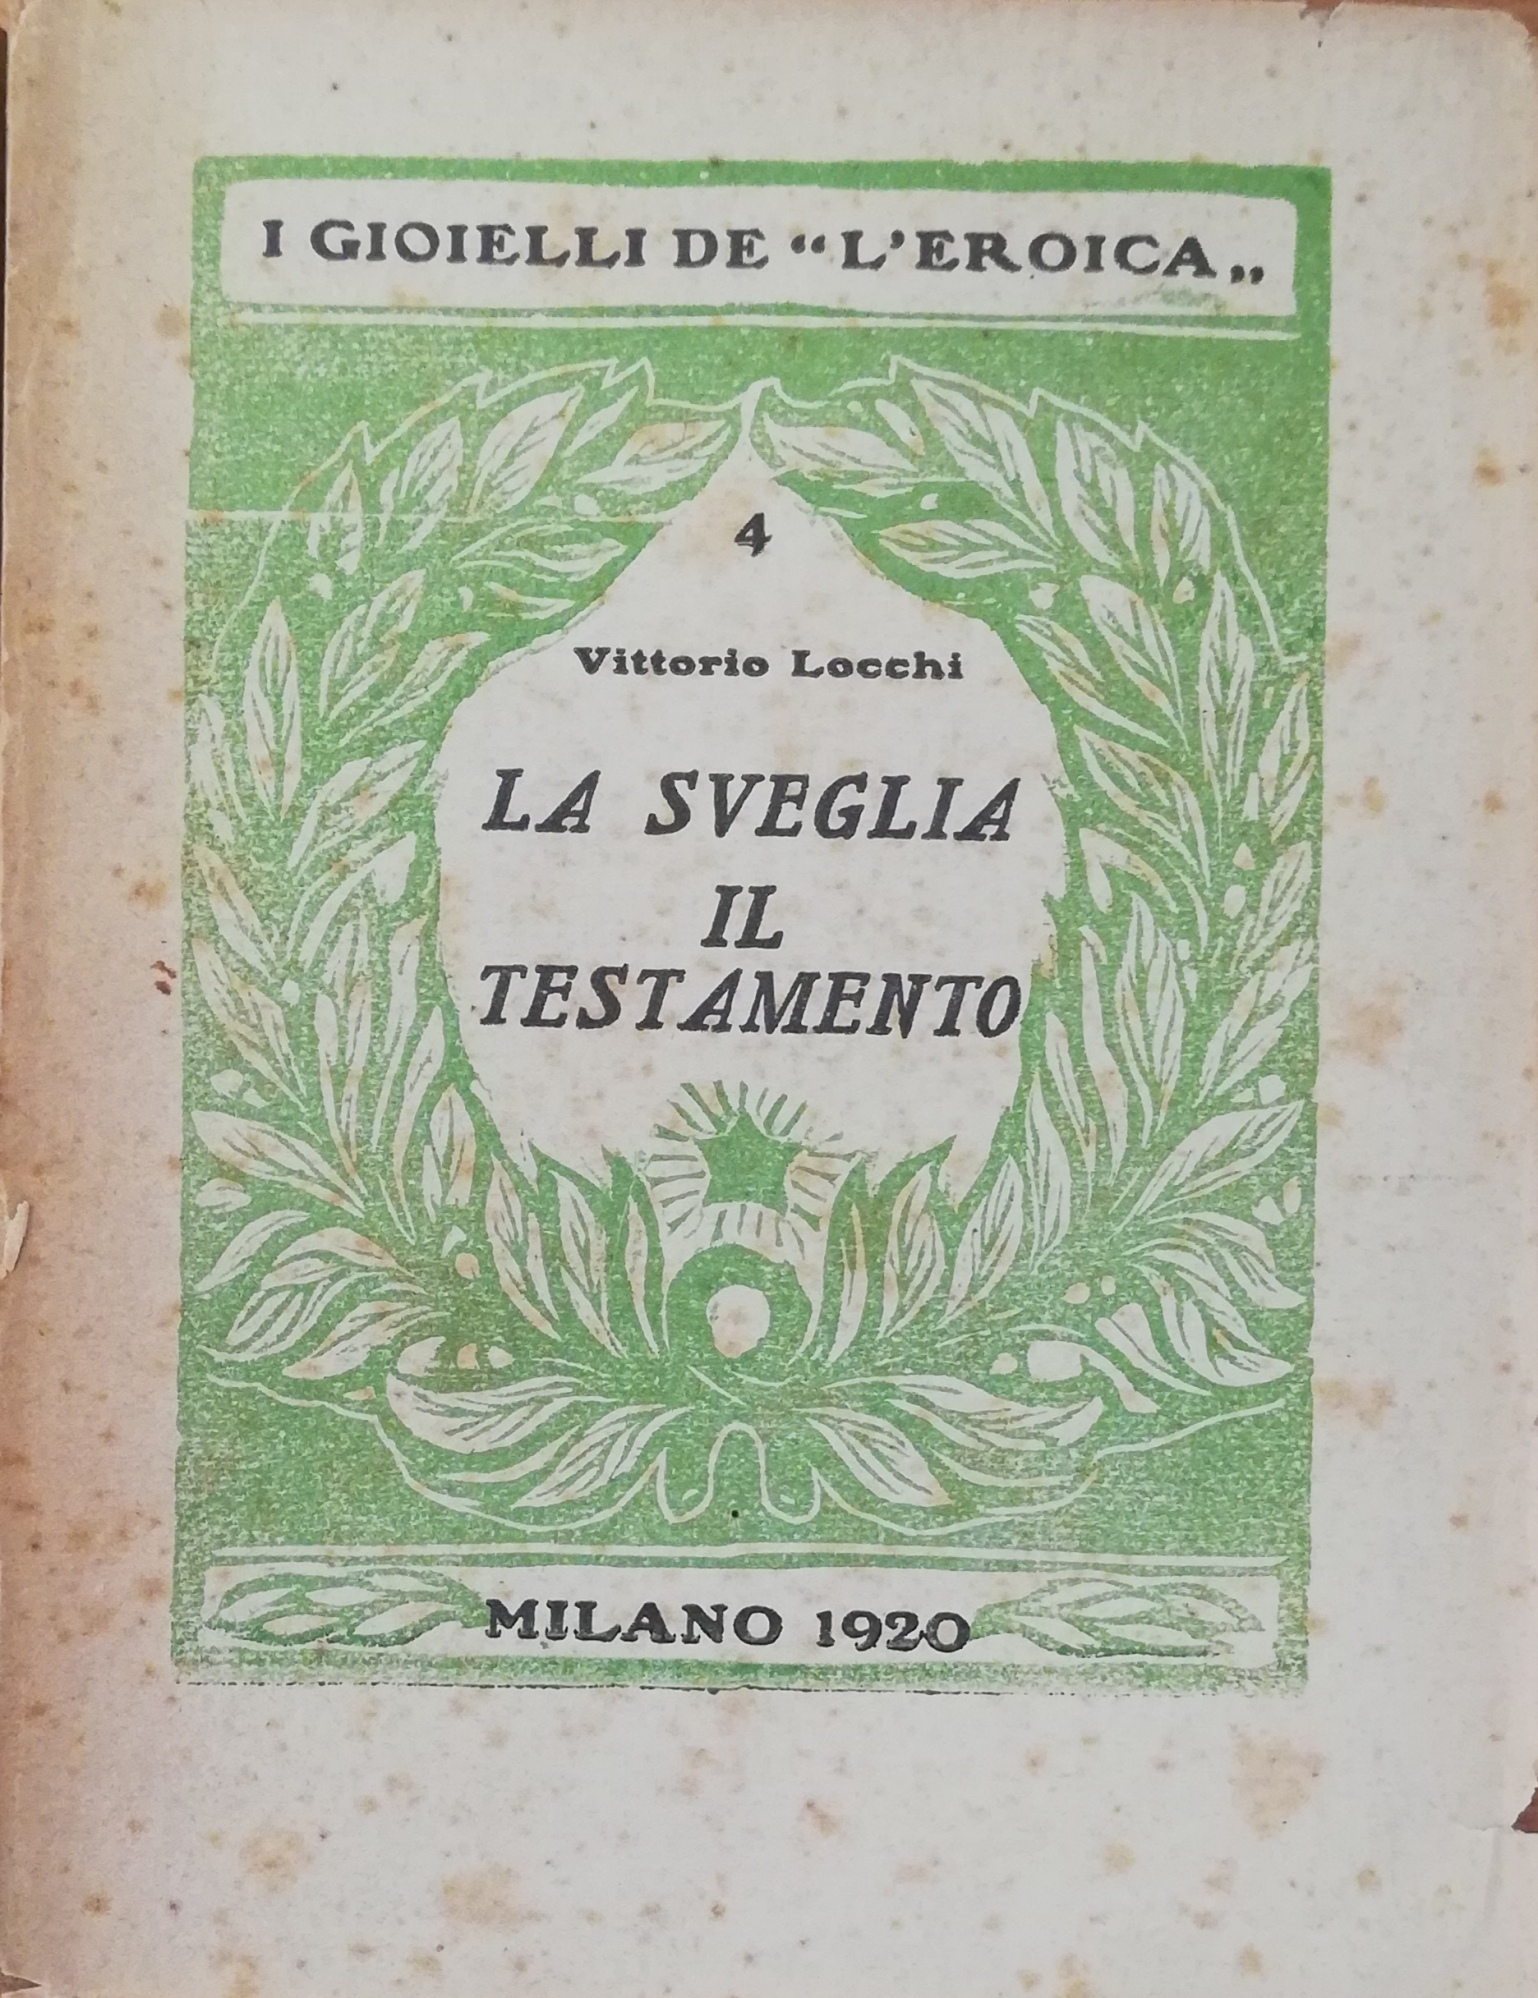 I GIOIELLI DE “L’EROICA„
4
Vittorio Locchi
LA SVEGLIA
IL
TESTAMENTO
MILANO 1920